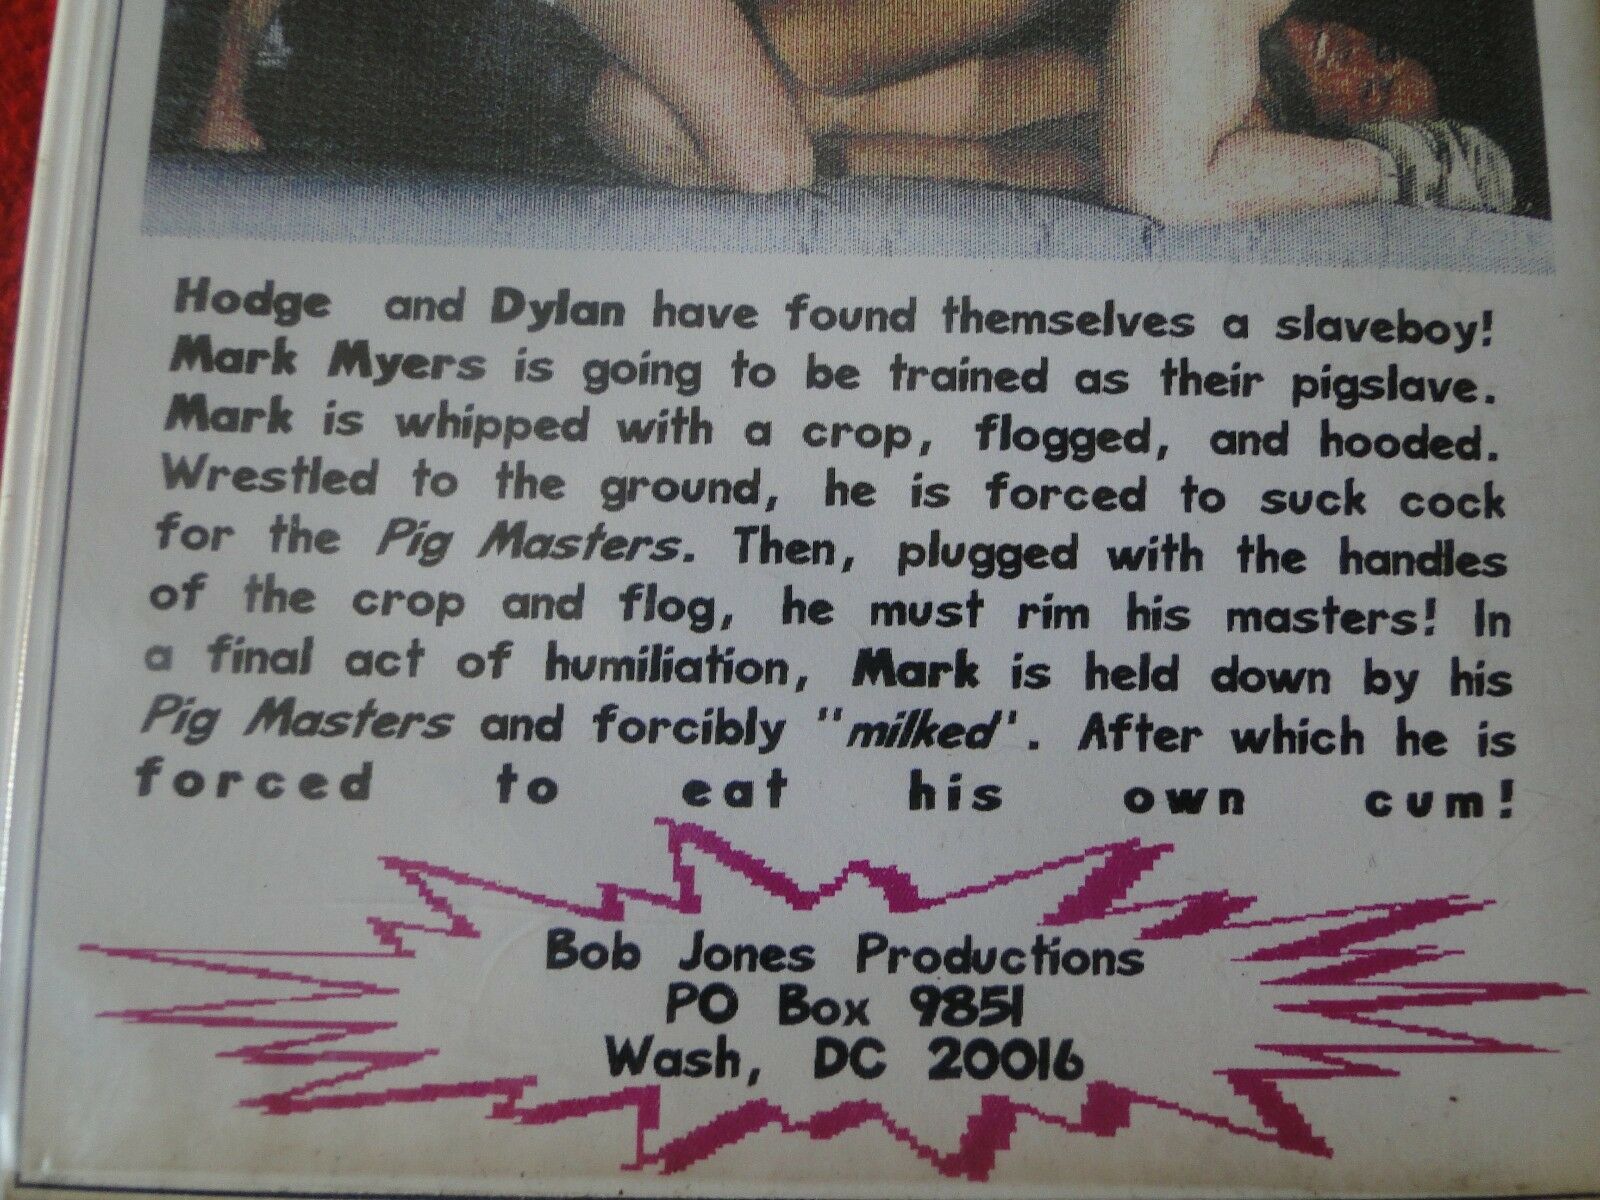 Hodge and Dylan have found themselves a slaveboy!
Mark Myers is going to be trained as their pigslave.
Mark is whipped with a crop, flogged, and hooded.
Wrestled to the ground, he is forced to suck cock
for the Pig Masters. Then, plugged with the handles
of the crop and flog, he must rim his masters! In
a final act of humiliation, Mark is held down by his
Pig Masters and forcibly "milked'. After which he is
forced to eat his own cum!
Bob Jones Productions
PO Box 9851
Wash, DC 20016